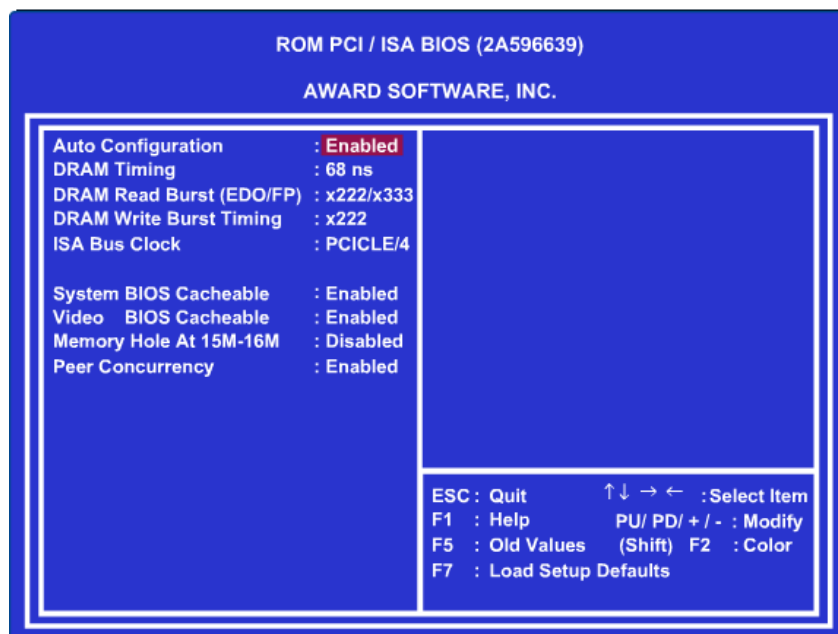 ROM PCI / ISA BIOS (2A596639)
AWARD SOFTWARE, INC.
Auto Configuration : Enabled
DRAM Timing : 68 ns
DRAM Read Burst (EDO/FP) : x222/x333
DRAM Write Burst Timing : x222
ISA Bus Clock : PCICLE/4
System BIOS Cacheable : Enabled
Video BIOS Cacheable : Enabled
Memory Hole At 15M-16M : Disabled
Peer Concurrency : Enabled
ESC : Quit ↑↓ → ← : Select Item
F1 : Help PU/ PD/ + / - : Modify
F5 : Old Values (Shift) F2 : Color
F7 : Load Setup Defaults